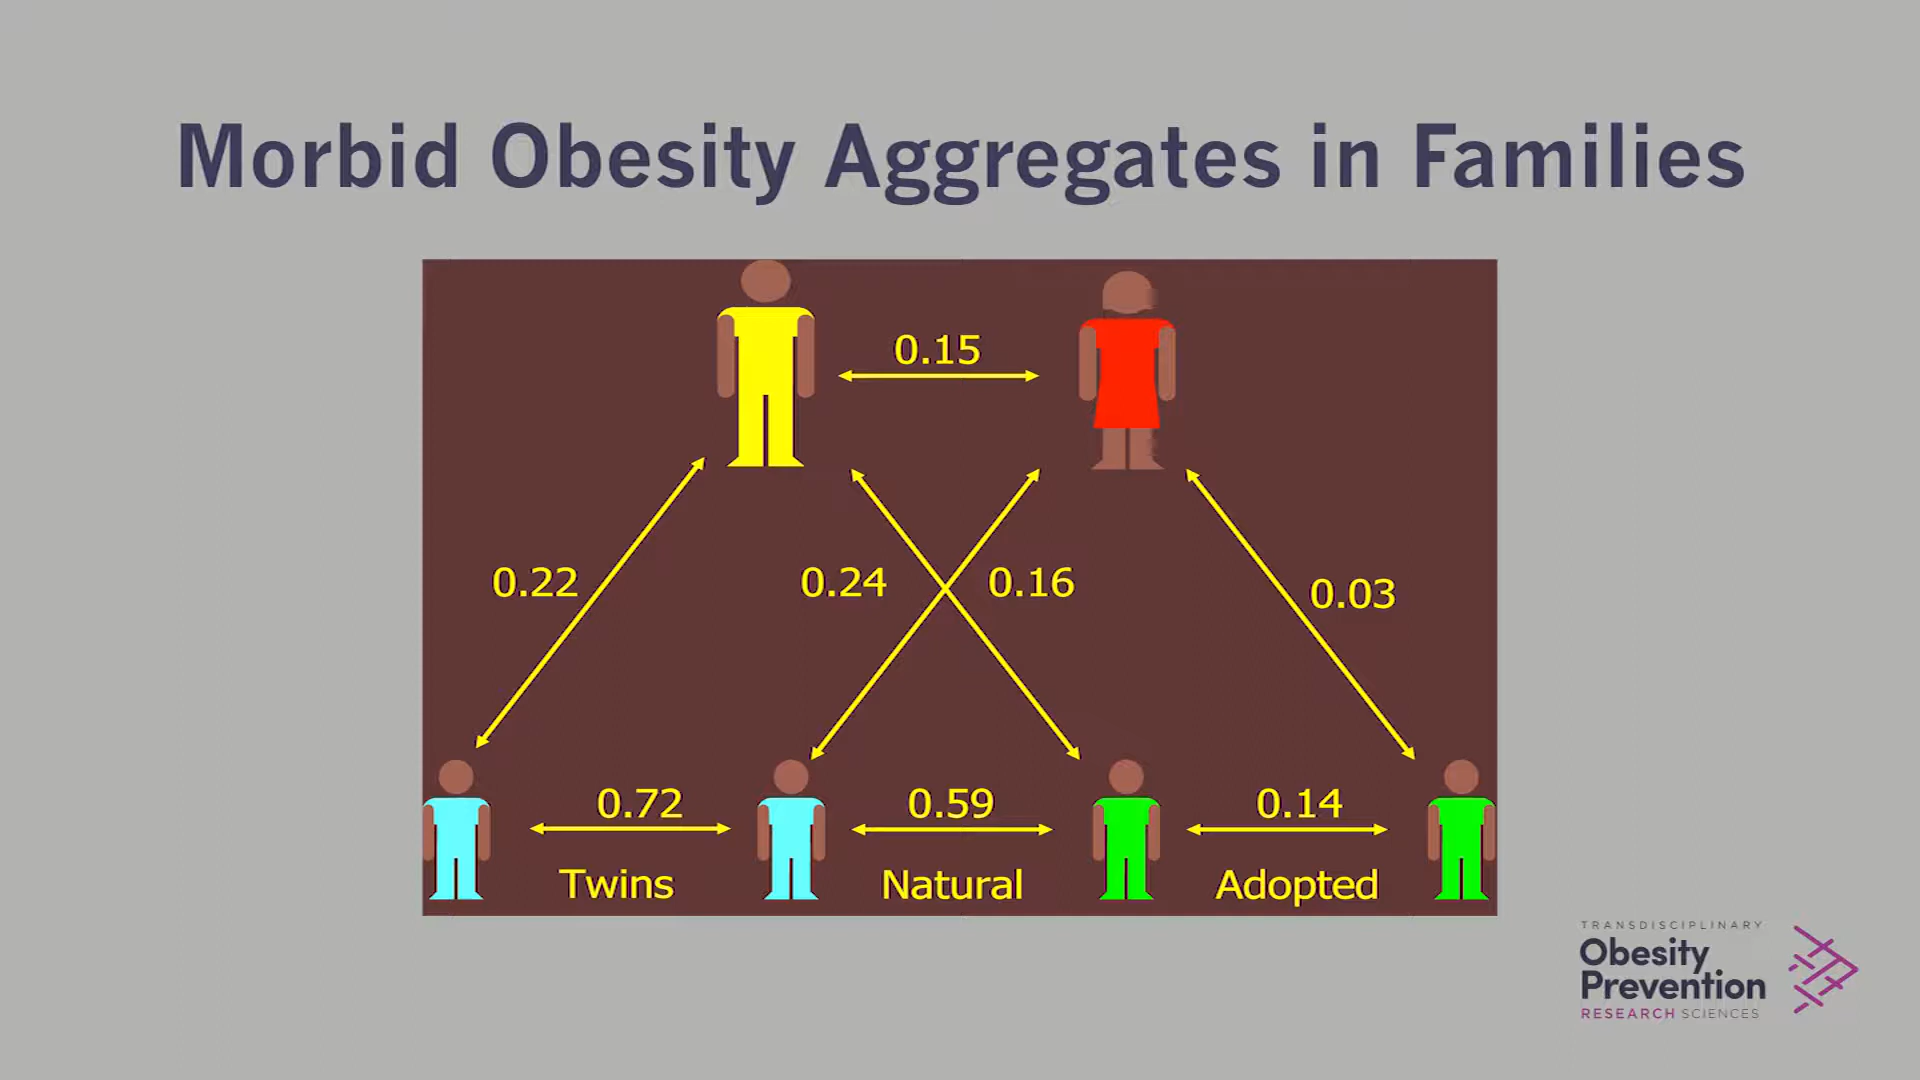 Morbid Obesity Aggregates in Families
0.15
0.22
0.24
0.16
0.03
0.72
0.59
0.14
Twins
Natural
Adopted
TRANSDISCIPLINARY
Obesity
Prevention
RESEARCH SCIENCES